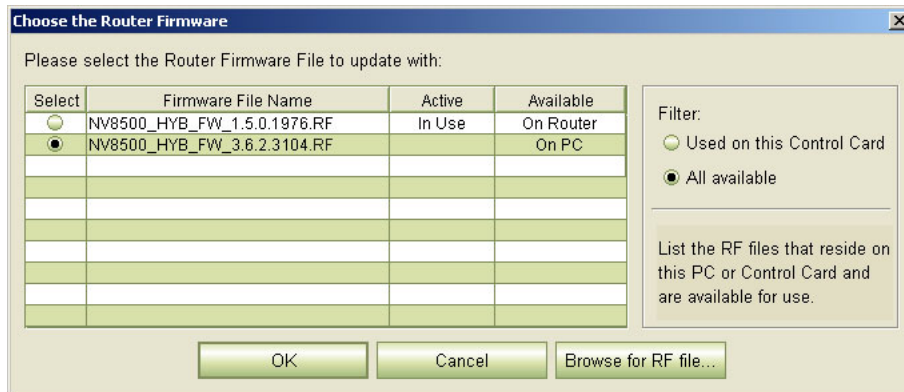 Choose the Router Firmware
Please select the Router Firmware File to update with:
Select Firmware File Name Active Available
NV8500_HYB_FW_1.5.0.1976.RF In Use On Router
NV8500_HYB_FW_3.6.2.3104.RF On PC
Filter:
Used on this Control Card
All available
List the RF files that reside on
this PC or Control Card and
are available for use.
OK Cancel Browse for RF file...